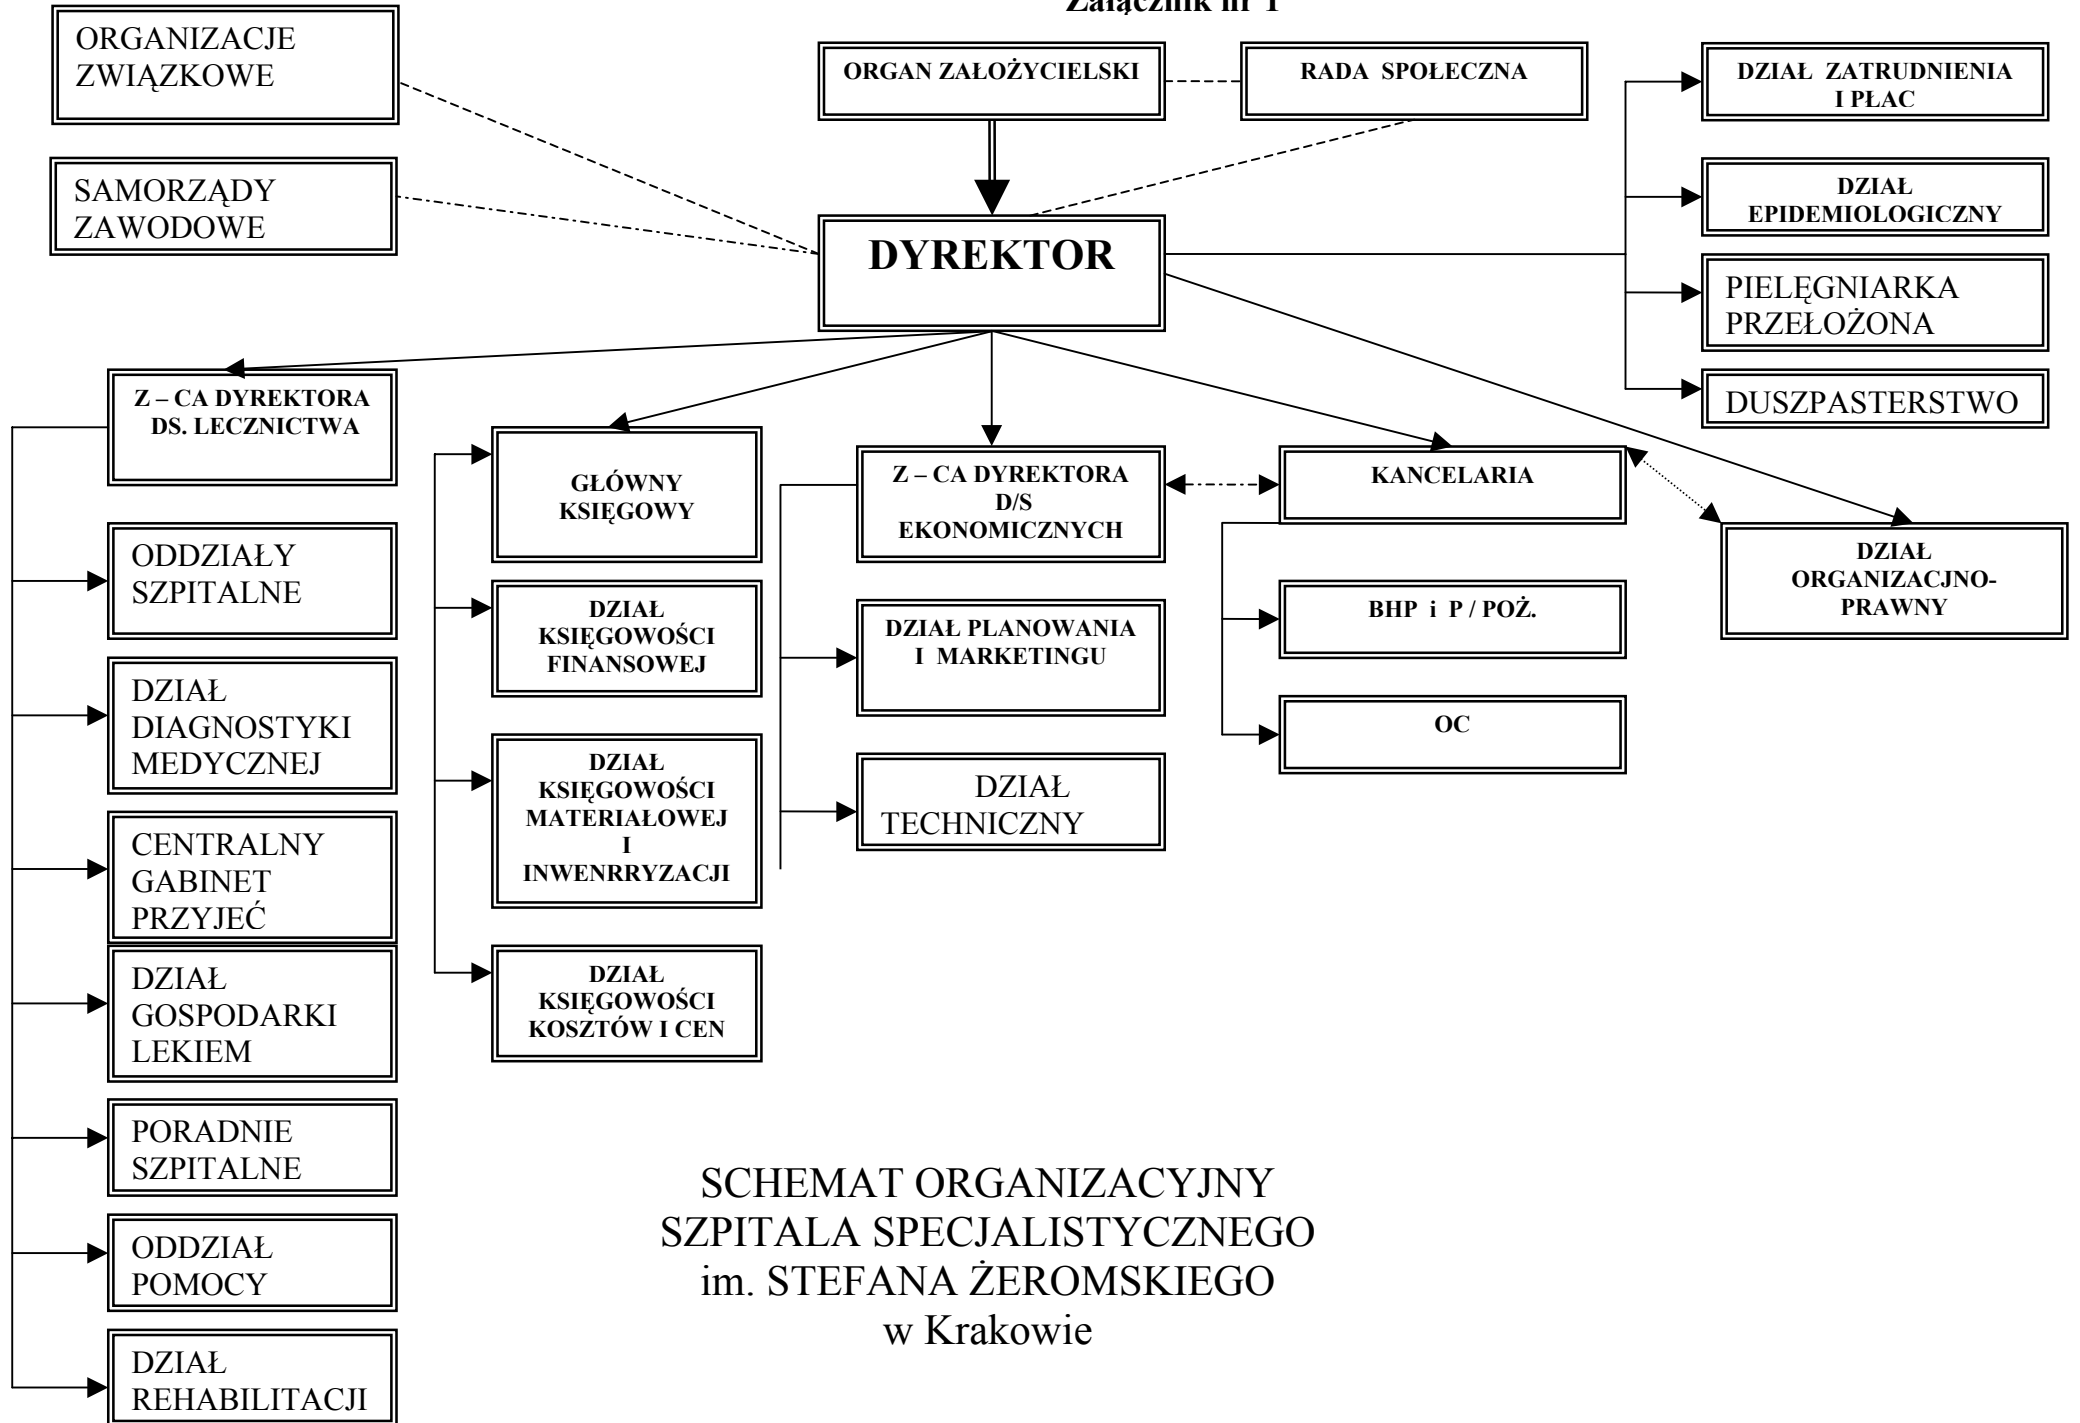 Załącznik nr 1
ORGANIZACJE
ZWIĄZKOWE
ORGAN ZAŁOŻYCIELSKI
RADA SPOŁECZNA
DZIAŁ ZATRUDNIENIA
I PŁAC
SAMORZĄDY
ZAWODOWE
DZIAŁ
EPIDEMIOLOGICZNY
DYREKTOR
PIELĘGNIARKA
PRZEŁOŻONA
DUSZPASTERSTWO
Z – CA DYREKTORA
DS. LECZNICTWA
GŁÓWNY
KSIĘGOWY
Z – CA DYREKTORA
D/S
EKONOMICZNYCH
KANCELARIA
DZIAŁ
ORGANIZACJNO-
PRAWNY
ODDZIAŁY
SZPITALNE
DZIAŁ
KSIĘGOWOŚCI
FINANSOWEJ
DZIAŁ PLANOWANIA
I MARKETINGU
BHP i P / POŻ.
DZIAŁ
DIAGNOSTYKI
MEDYCZNEJ
DZIAŁ
KSIĘGOWOŚCI
MATERIAŁOWEJ
I
INWENRRYZACJI
DZIAŁ
TECHNICZNY
OC
CENTRALNY
GABINET
PRZYJEĆ
DZIAŁ
GOSPODARKI
LEKIEM
DZIAŁ
KSIĘGOWOŚCI
KOSZTÓW I CEN
PORADNIE
SZPITALNE
ODDZIAŁ
POMOCY
DZIAŁ
REHABILITACJI
SCHEMAT ORGANIZACYJNY
SZPITALA SPECJALISTYCZNEGO
im. STEFANA ŻEROMSKIEGO
w Krakowie